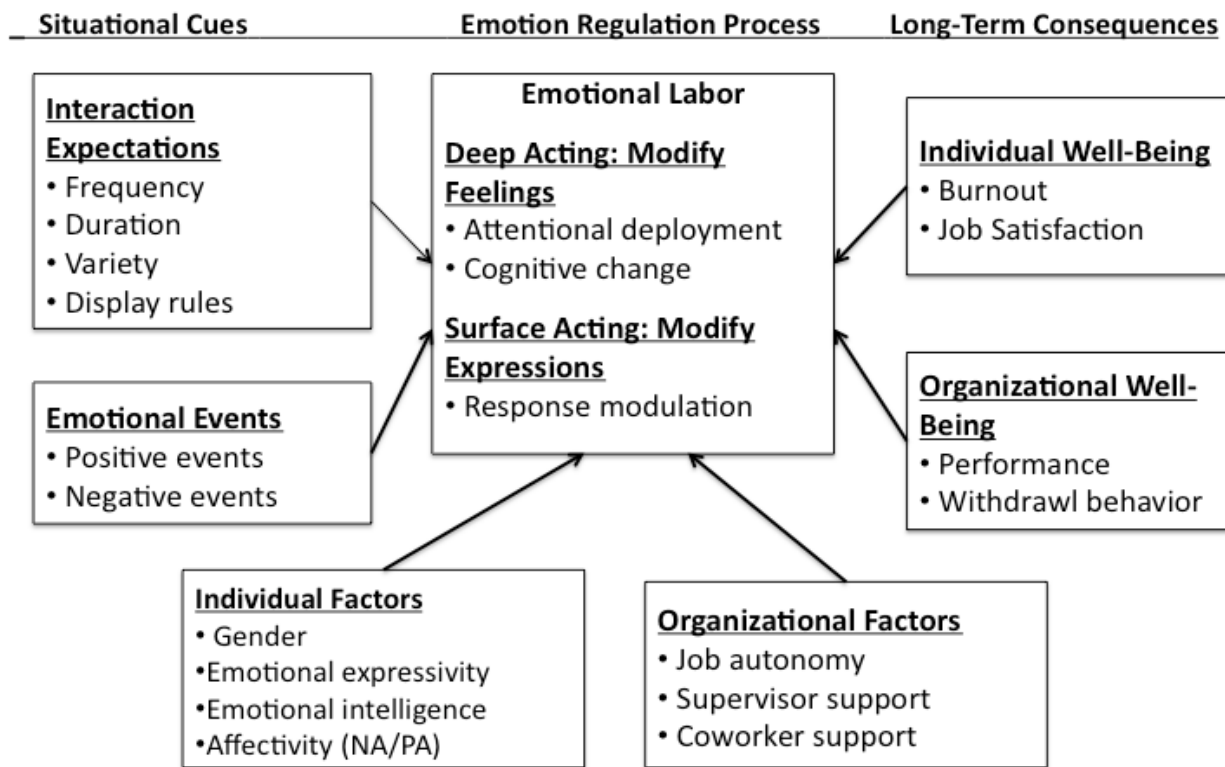 _ Situational Cues Emotion Regulation Process Long-Term Consequences
Interaction
Expectations
• Frequency
• Duration
• Variety
• Display rules
Emotional Events
• Positive events
• Negative events
Emotional Labor
Deep Acting: Modify
Feelings
• Attentional deployment
• Cognitive change
Surface Acting: Modify
Expressions
• Response modulation
Individual Well-Being
• Burnout
• Job Satisfaction
Organizational Well-
Being
• Performance
• Withdrawl behavior
Individual Factors
• Gender
•Emotional expressivity
•Emotional intelligence
•Affectivity (NA/PA)
Organizational Factors
• Job autonomy
• Supervisor support
• Coworker support